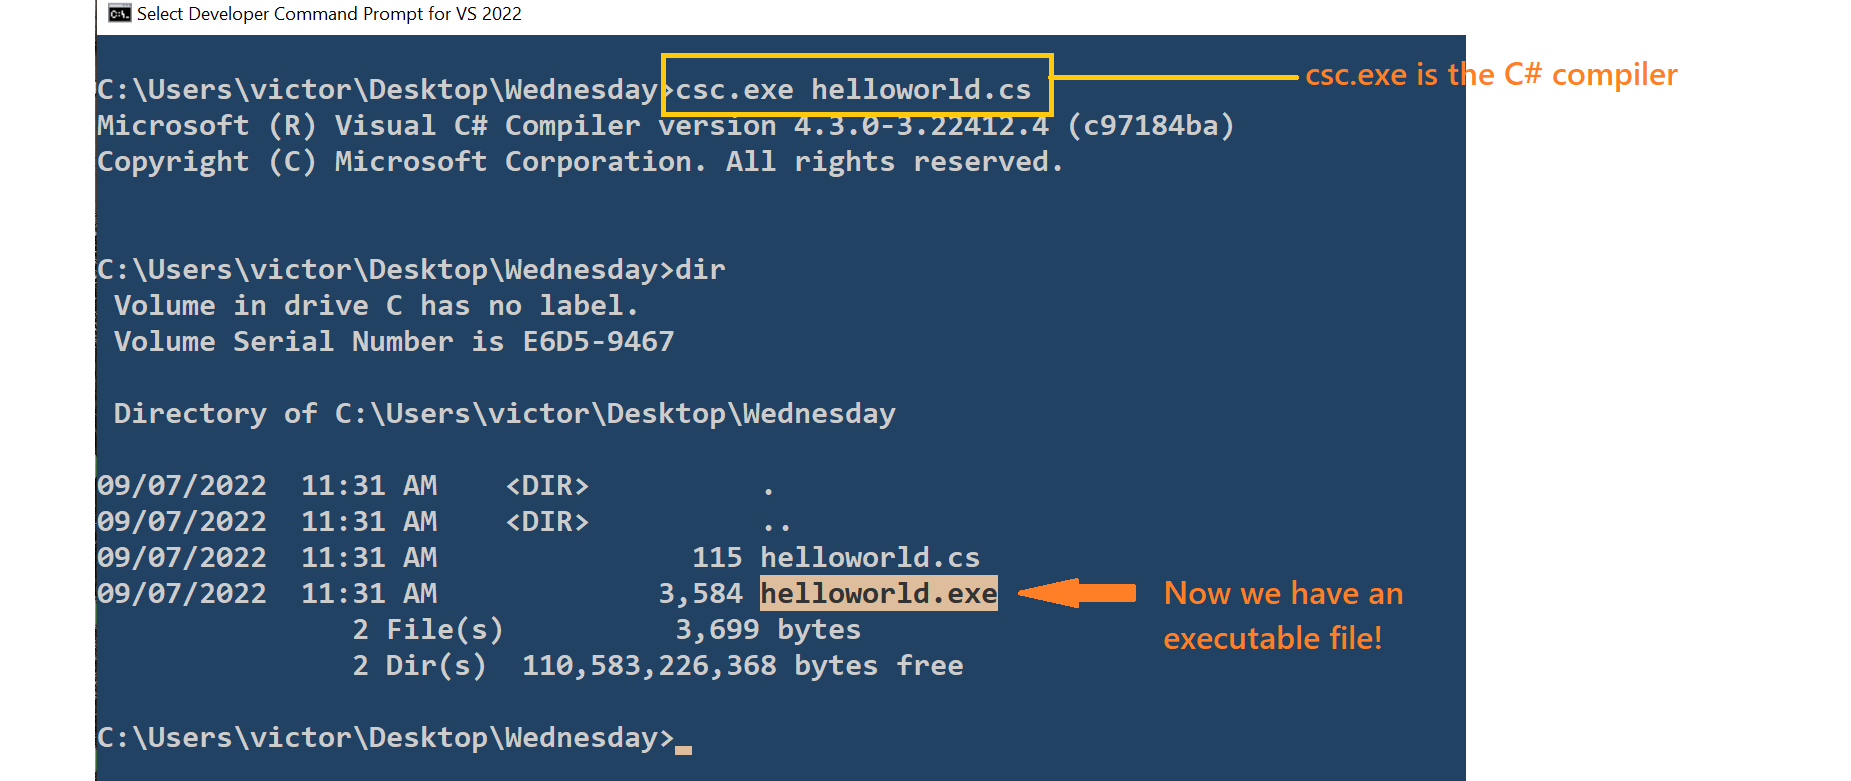 Select Developer Command Prompt for VS 2022
C:\Users\victor\Desktop\Wednesday>csc.exe helloworld.cs
csc.exe is the C# compiler
Microsoft (R) Visual C# Compiler version 4.3.0-3.22412.4 (c97184ba)
Copyright (C) Microsoft Corporation. All rights reserved.
C:\Users\victor\Desktop\Wednesday>dir
Volume in drive C has no label.
Volume Serial Number is E6D5-9467
Directory of C:\Users\victor\Desktop\Wednesday
09/07/2022  11:31 AM    <DIR>          .
09/07/2022  11:31 AM    <DIR>          ..
09/07/2022  11:31 AM               115 helloworld.cs
09/07/2022  11:31 AM             3,584 helloworld.exe
Now we have an
executable file!
2 File(s)          3,699 bytes
2 Dir(s)  110,583,226,368 bytes free
C:\Users\victor\Desktop\Wednesday>